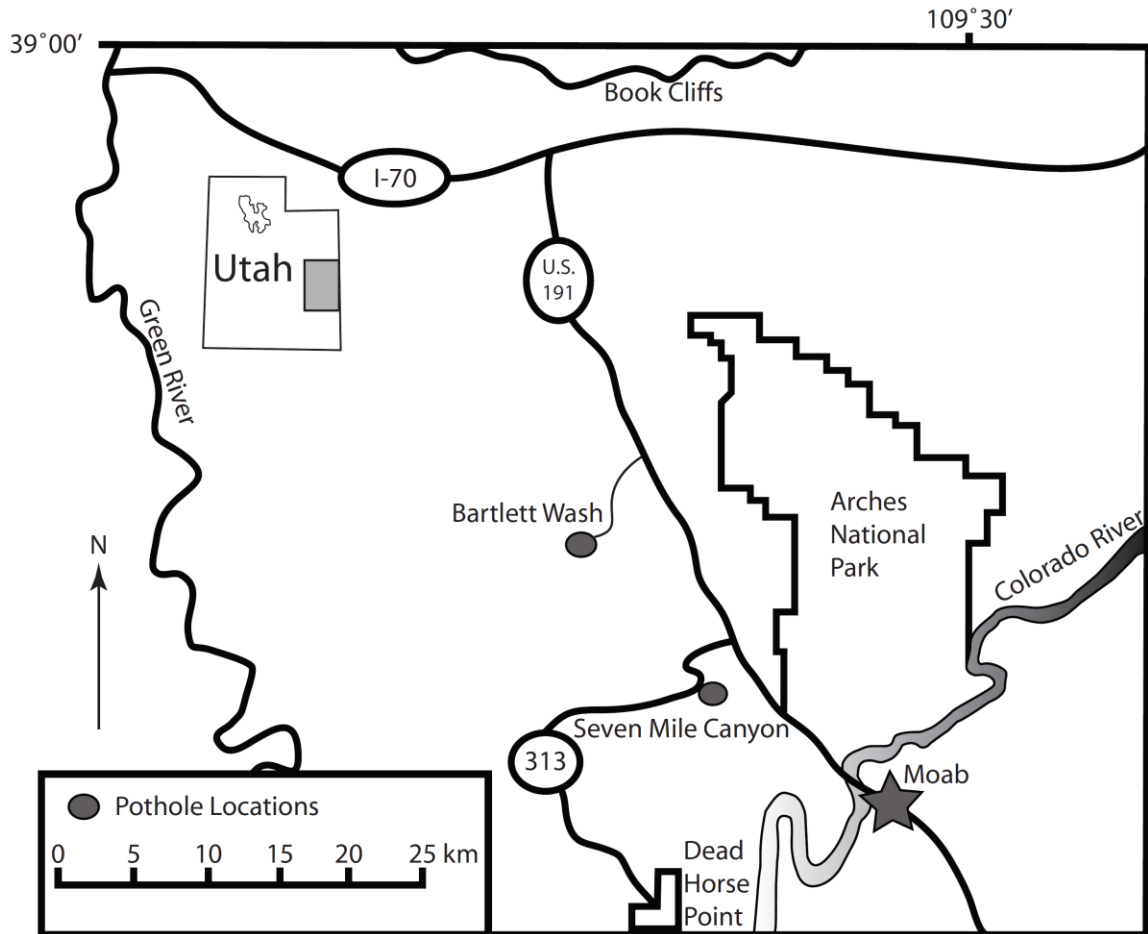 109˚30’
39˚00’
Book Cliffs
I-70
Utah
U.S.
191
Green River
Bartlett Wash
Arches
National
Park
N
Colorado River
Seven Mile Canyon
313
Moab
Pothole Locations
0 5 10 15 20 25 km
Dead
Horse
Point